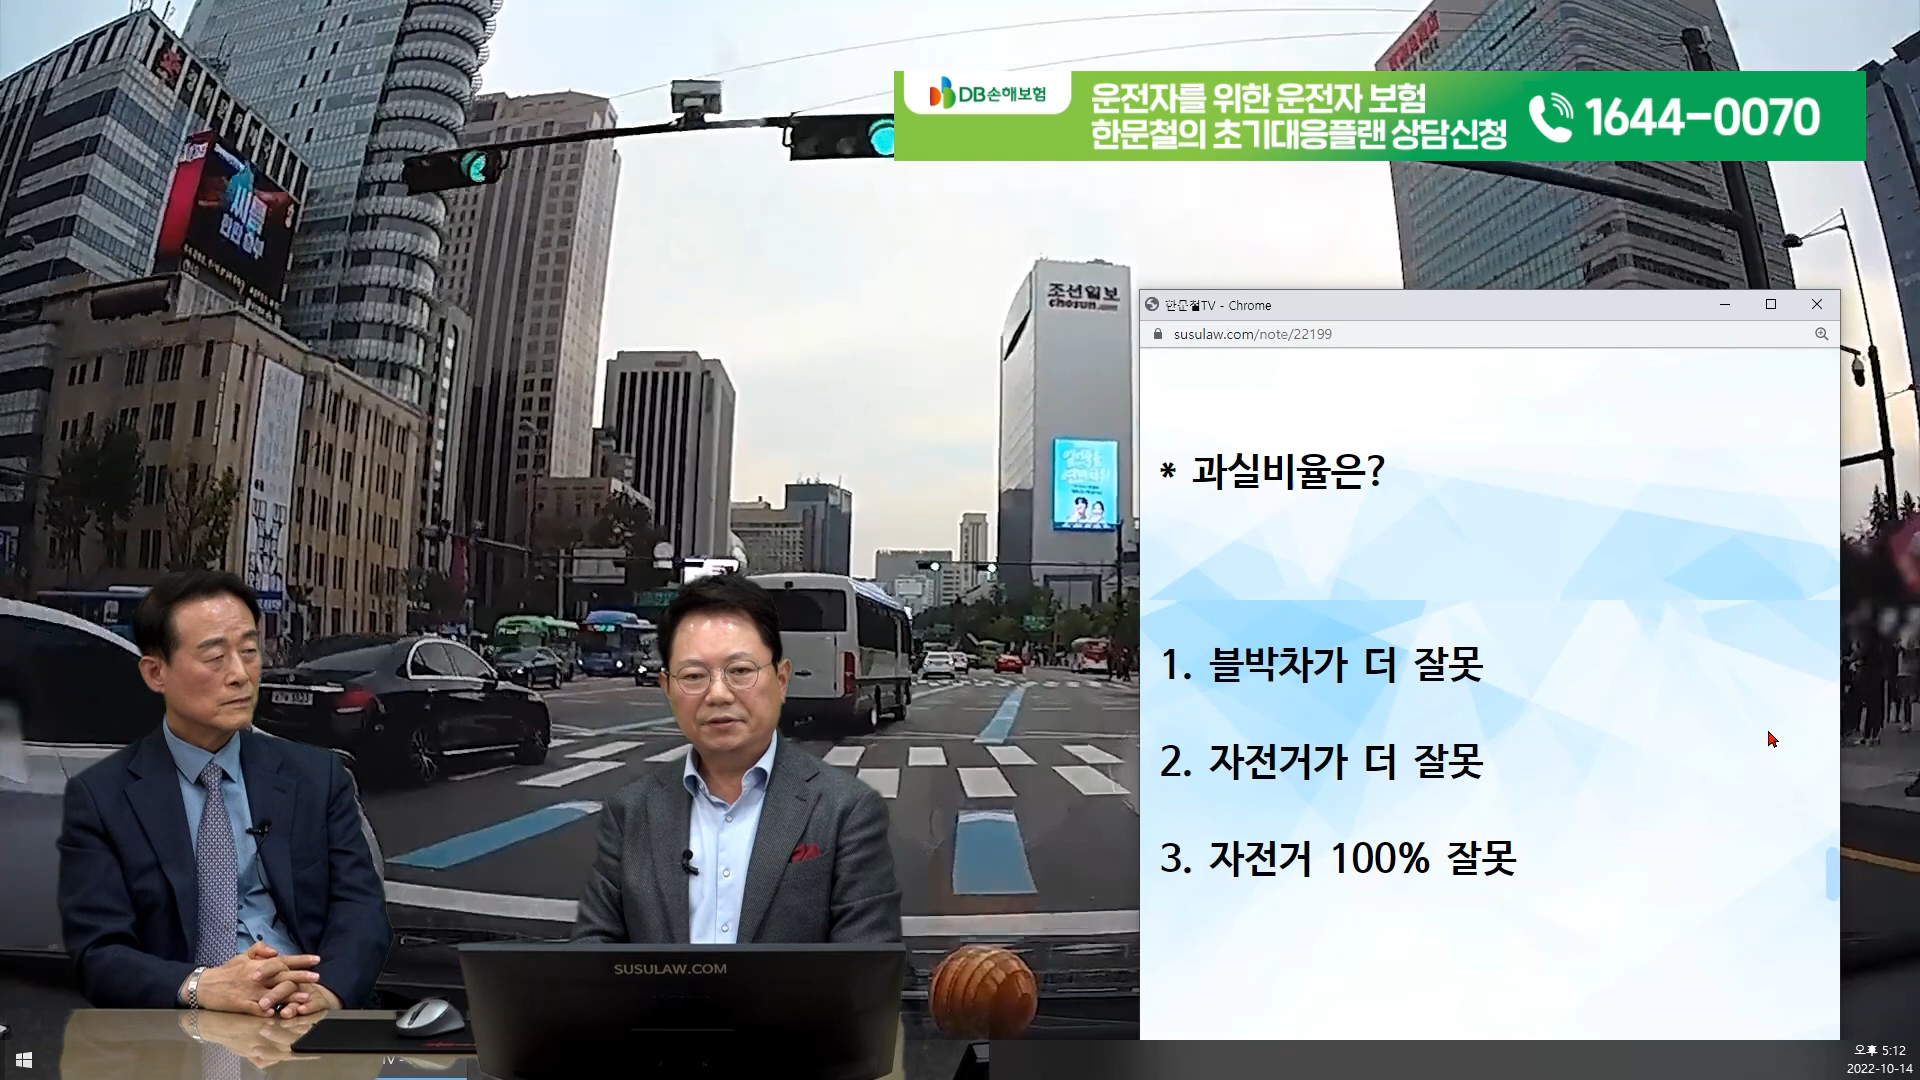 DB손해보험
운전자를 위한 운전자 보험
한문철의 초기대응플랜 상담신청
1644-0070
조선일보
chosun.com
한문철TV - Chrome
susulaw.com/note/22199
* 과실비율은?
1. 블박차가 더 잘못
2. 자전거가 더 잘못
3. 자전거 100% 잘못
SUSULAW.COM
TV -
오후 5:12
2022-10-14